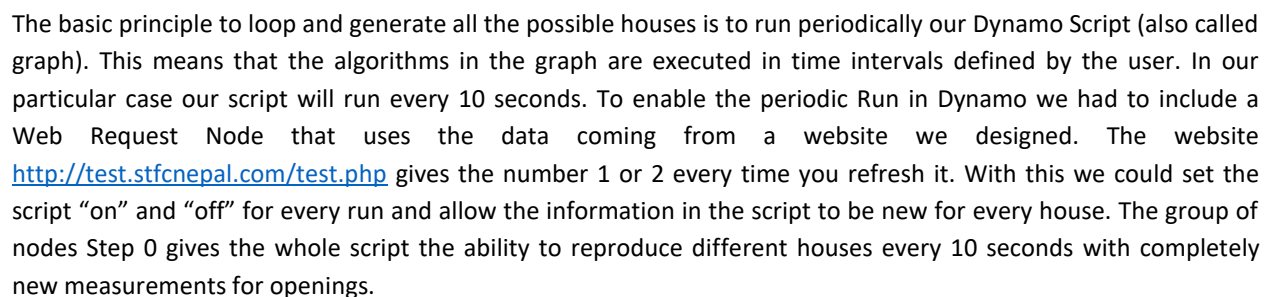 The basic principle to loop and generate all the possible houses is to run periodically our Dynamo Script (also called
graph). This means that the algorithms in the graph are executed in time intervals defined by the user. In our
particular case our script will run every 10 seconds. To enable the periodic Run in Dynamo we had to include a
Web Request Node that uses the data coming from a website we designed. The website
http://test.stfcnepal.com/test.php gives the number 1 or 2 every time you refresh it. With this we could set the
script “on” and “off” for every run and allow the information in the script to be new for every house. The group of
nodes Step 0 gives the whole script the ability to reproduce different houses every 10 seconds with completely
new measurements for openings.